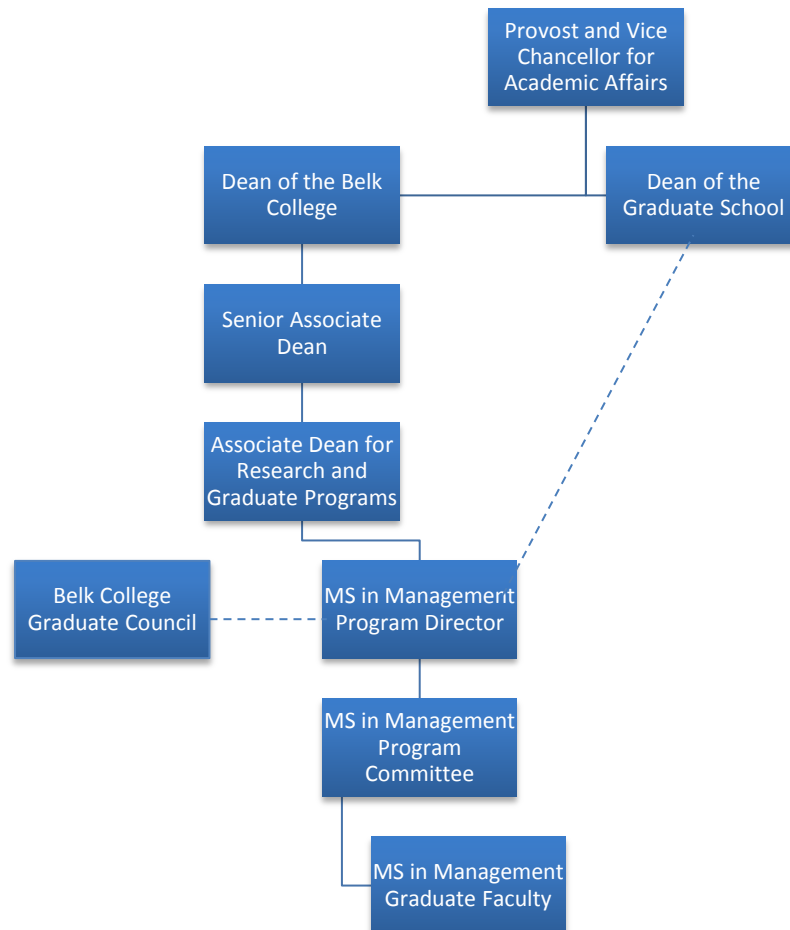 Provost and Vice
Chancellor for
Academic Affairs
Dean of the Belk
College
Dean of the
Graduate School
Senior Associate
Dean
Associate Dean for
Research and
Graduate Programs
Belk College
Graduate Council
MS in Management
Program Director
MS in Management
Program
Committee
MS in Management
Graduate Faculty